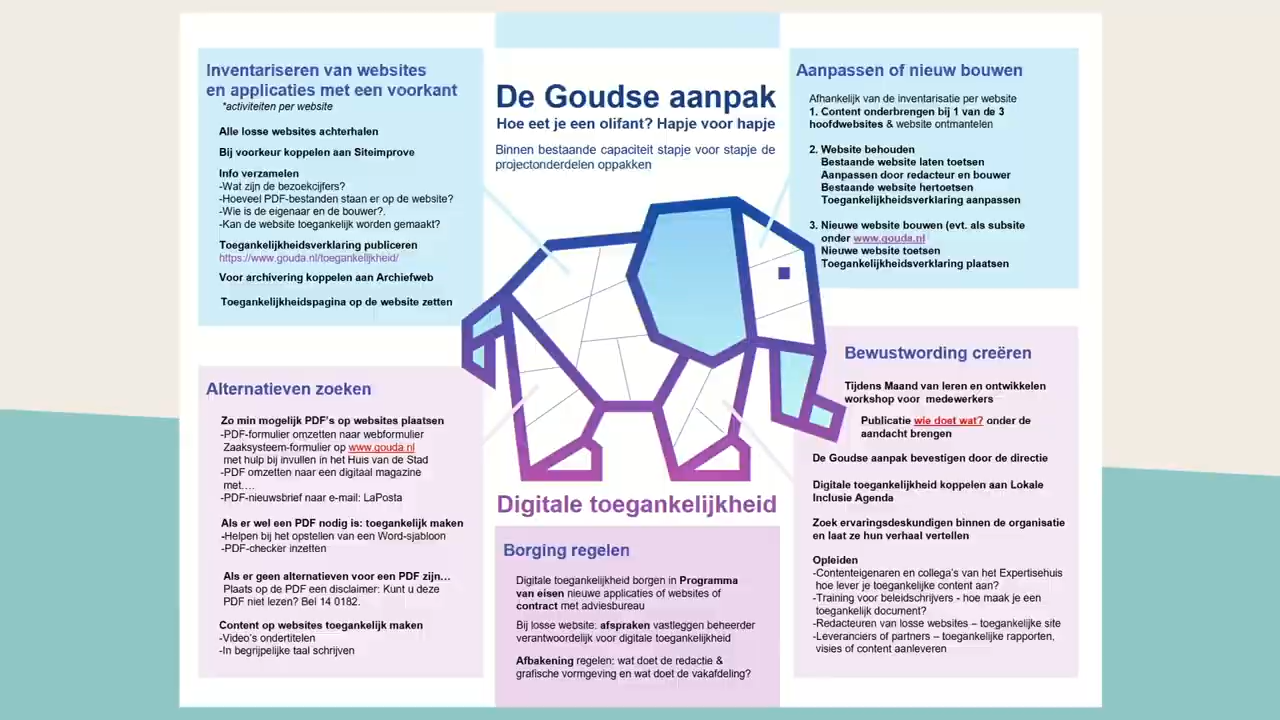 Inventariseren van websites
en applicaties met een voorkant
*activiteiten per website
Alle losse websites achterhalen
Bij voorkeur koppelen aan Siteimprove
Info verzamelen
-Wat zijn de bezoekcijfers?
-Hoeveel PDF-bestanden staan er op de website?
-Wie is de eigenaar en de bouwer?.
-Kan de website toegankelijk worden gemaakt?
Toegankelijkheidsverklaring publiceren
https://www.gouda.nl/toegankelijkheid/
Voor archivering koppelen aan Archiefweb
Toegankelijkheidspagina op de website zetten
Alternatieven zoeken
Zo min mogelijk PDF's op websites plaatsen
-PDF-formulier omzetten naar webformulier
Zaaksysteem-formulier op www.gouda.nl
met hulp bij invullen in het Huis van de Stad
-PDF omzetten naar een digitaal magazine
met….
-PDF-nieuwsbrief naar e-mail: LaPosta
Als er wel een PDF nodig is: toegankelijk maken
-Helpen bij het opstellen van een Word-sjabloon
-PDF-checker inzetten
Als er geen alternatieven voor een PDF zijn…
Plaats op de PDF een disclaimer: Kunt u deze
PDF niet lezen? Bel 14 0182.
Content op websites toegankelijk maken
-Video's ondertitelen
-In begrijpelijke taal schrijven
De Goudse aanpak
Hoe eet je een olifant? Hapje voor hapje
Binnen bestaande capaciteit stapje voor stapje de
projectonderdelen oppakken
Digitale toegankelijkheid
Borging regelen
Digitale toegankelijkheid borgen in Programma
van eisen nieuwe applicaties of websites of
contract met adviesbureau
Bij losse website: afspraken vastleggen beheerder
verantwoordelijk voor digitale toegankelijkheid
Afbakening regelen: wat doet de redactie &
grafische vormgeving en wat doet de vakafdeling?
Aanpassen of nieuw bouwen
Afhankelijk van de inventarisatie per website
1. Content onderbrengen bij 1 van de 3
hoofdwebsites & website ontmantelen
2. Website behouden
Bestaande website laten toetsen
Aanpassen door redacteur en bouwer
Bestaande website hertoetsen
Toegankelijkheidsverklaring aanpassen
3. Nieuwe website bouwen (evt. als subsite
onder www.gouda.nl
Nieuwe website toetsen
Toegankelijkheidsverklaring plaatsen
Bewustwording creëren
Tijdens Maand van leren en ontwikkelen
workshop voor medewerkers
Publicatie wie doet wat? onder de
aandacht brengen
De Goudse aanpak bevestigen door de directie
Digitale toegankelijkheid koppelen aan Lokale
Inclusie Agenda
Zoek ervaringsdeskundigen binnen de organisatie
en laat ze hun verhaal vertellen
Opleiden
-Contenteigenaren en collega's van het Expertisehuis
hoe lever je toegankelijke content aan?
-Training voor beleidschrijvers - hoe maak je een
toegankelijk document?
-Redacteuren van losse websites – toegankelijke site
-Leveranciers of partners – toegankelijke rapporten,
visies of content aanleveren